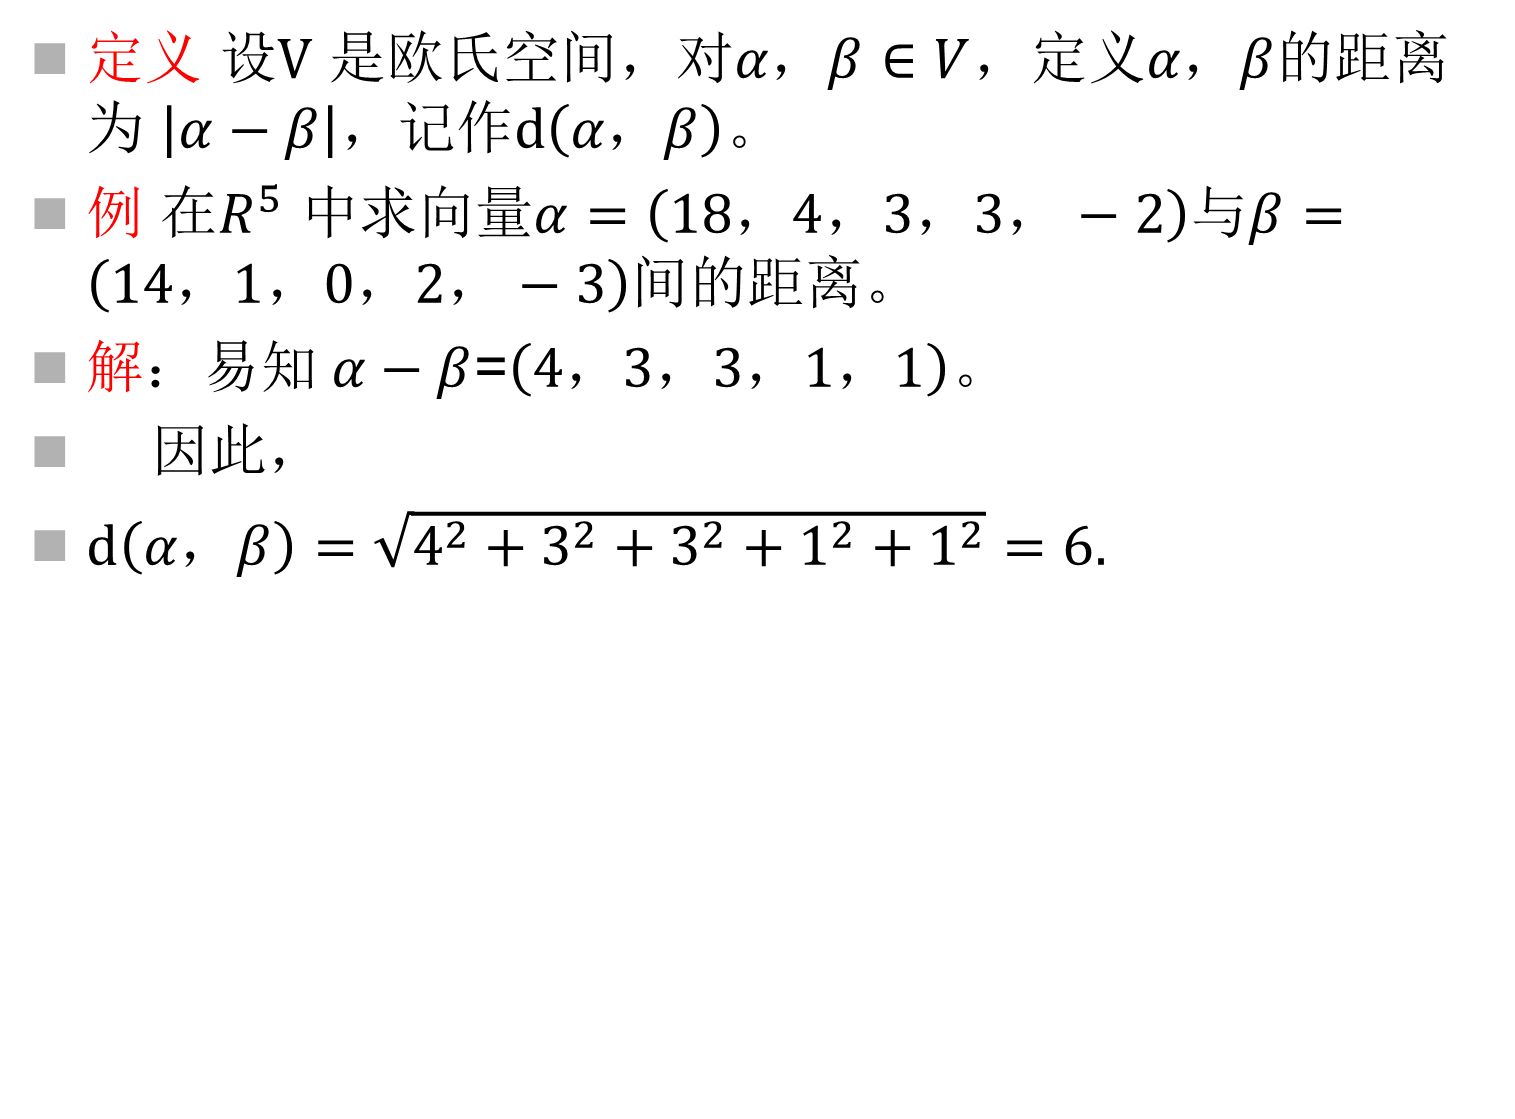 定义 设V 是欧氏空间，对α，β ∈ V，定义α，β的距离
为 |α − β|，记作d(α，β)。
例 在R⁵ 中求向量α = (18，4，3，3，− 2)与β =
(14，1，0，2，− 3)间的距离。
解：易知 α − β=(4，3，3，1，1)。
因此，
d(α，β) = √(4² + 3² + 3² + 1² + 1²) = 6.